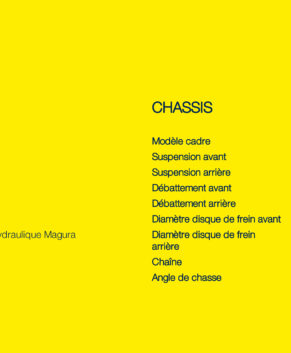 CHASSIS
Modèle cadre
Suspension avant
Suspension arrière
Débattement avant
Débattement arrière
Diamètre disque de frein avant
ydraulique Magura
Diamètre disque de frein
arrière
Chaîne
Angle de chasse